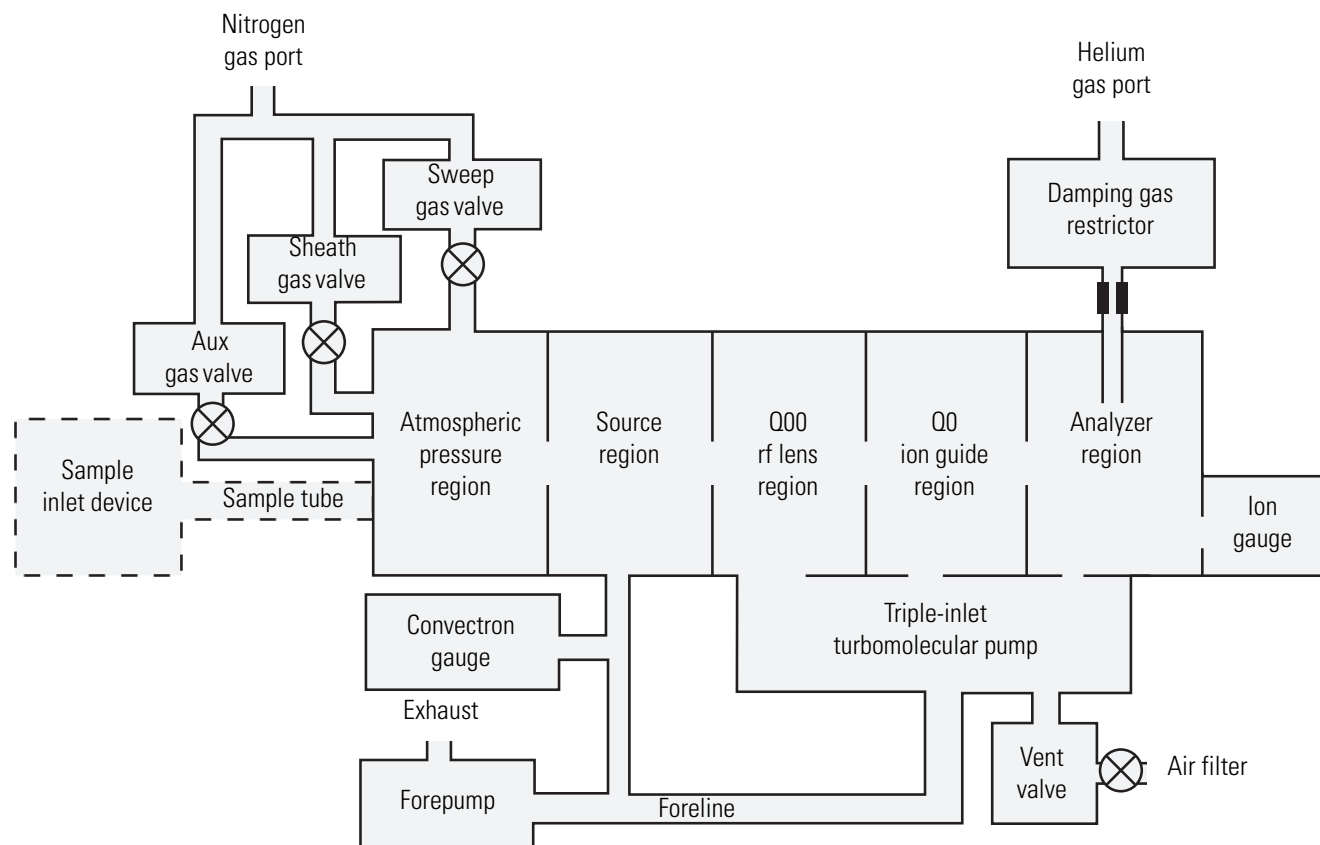 Nitrogen
gas port
Helium
gas port
Sweep
gas valve
Damping gas
restrictor
Sheath
gas valve
Aux
gas valve
Atmospheric
pressure
region
Source
region
Q00
rf lens
region
Q0
ion guide
region
Analyzer
region
Sample
inlet device
Sample tube
Ion
gauge
Convectron
gauge
Triple-inlet
turbomolecular pump
Exhaust
Vent
valve
Air filter
Forepump
Foreline